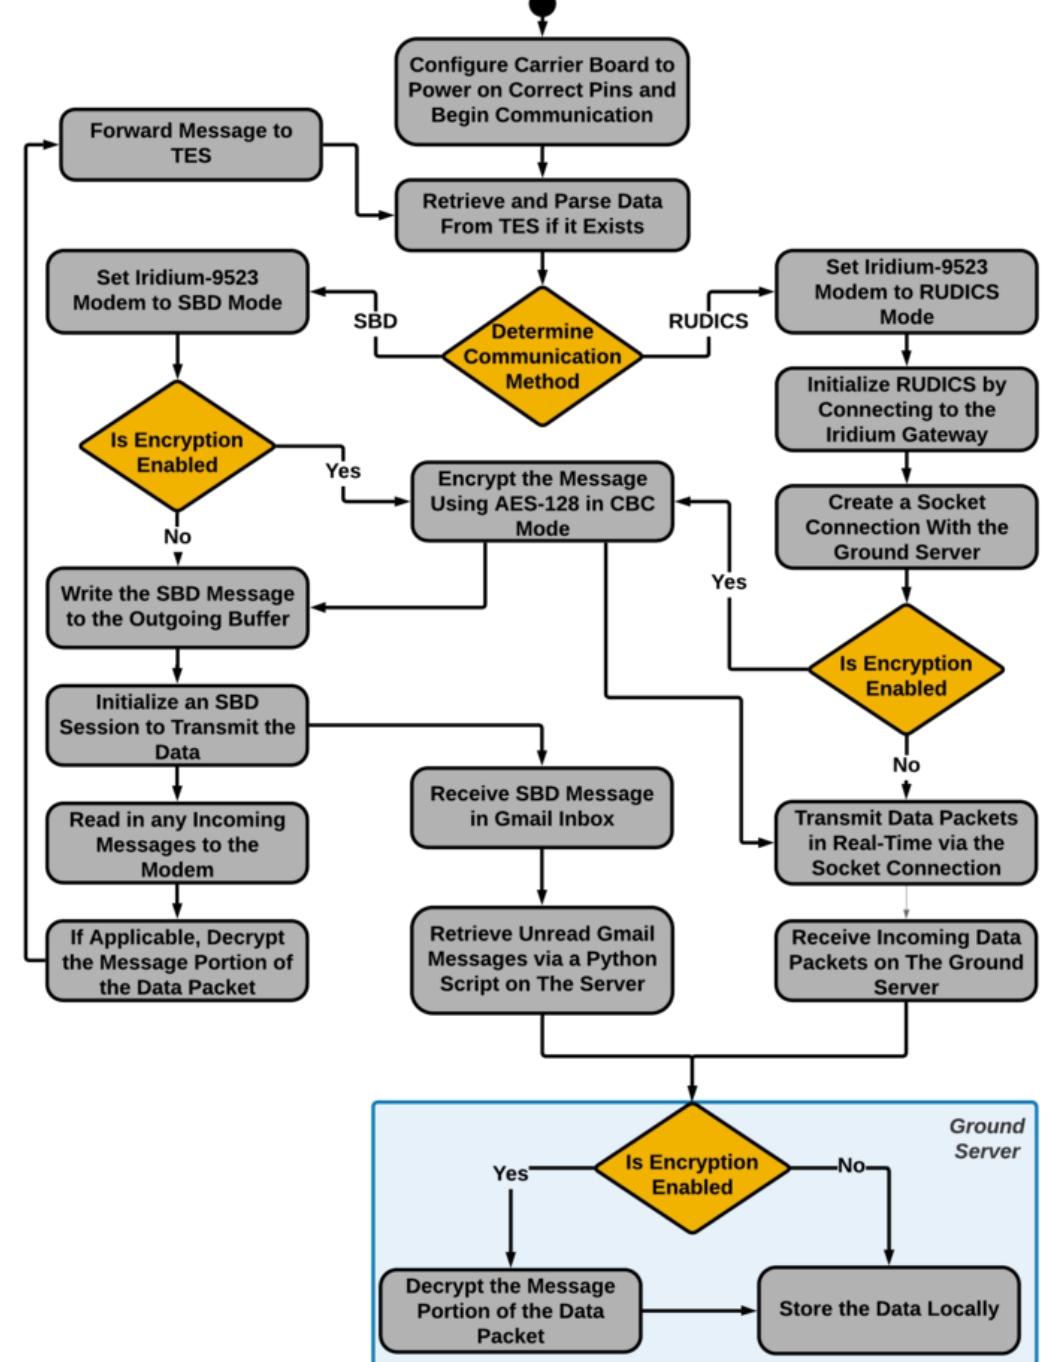 Configure Carrier Board to
Power on Correct Pins and
Begin Communication
Forward Message to
TES
Retrieve and Parse Data
From TES if it Exists
Set Iridium-9523
Modem to SBD Mode
SBD
Determine
Communication
Method
RUDICS
Set Iridium-9523
Modem to RUDICS
Mode
Initialize RUDICS by
Connecting to the
Iridium Gateway
Is Encryption
Enabled
Yes
No
Encrypt the Message
Using AES-128 in CBC
Mode
Create a Socket
Connection With the
Ground Server
Yes
Is Encryption
Enabled
No
Write the SBD Message
to the Outgoing Buffer
Initialize an SBD
Session to Transmit the
Data
Receive SBD Message
in Gmail Inbox
Transmit Data Packets
in Real-Time via the
Socket Connection
Read in any Incoming
Messages to the
Modem
If Applicable, Decrypt
the Message Portion of
the Data Packet
Retrieve Unread Gmail
Messages via a Python
Script on The Server
Receive Incoming Data
Packets on The Ground
Server
Ground
Server
Is Encryption
Enabled
Yes
No
Decrypt the Message
Portion of the Data
Packet
Store the Data Locally